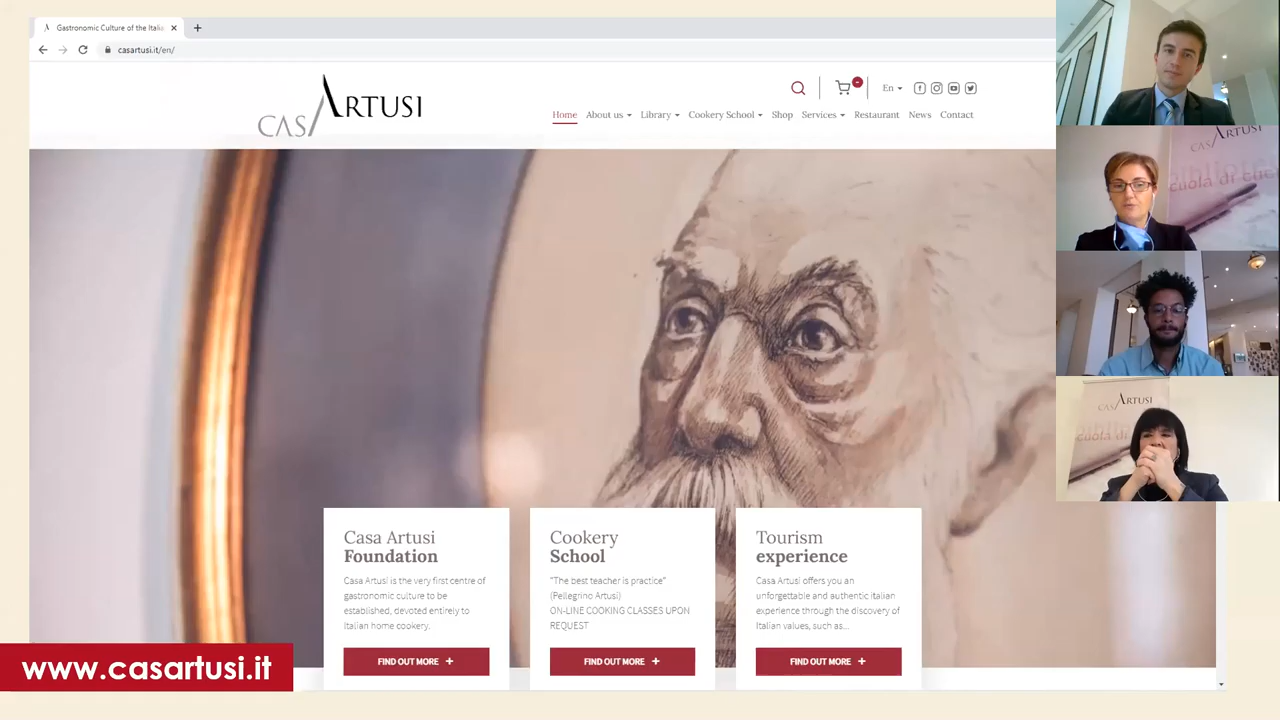 Gastronomic Culture of the Itali
casartusi.it/en/
CASARTUSI
En
Home About us Library Cookery School Shop Services Restaurant News Contact
Casa Artusi
Foundation
Casa Artusi is the very first centre of
gastronomic culture to be
established, devoted entirely to
Italian home cookery.
FIND OUT MORE +
Cookery
School
"The best teacher is practice"
(Pellegrino Artusi)
ON-LINE COOKING CLASSES UPON
REQUEST
FIND OUT MORE +
Tourism
experience
Casa Artusi offers you an
unforgettable and authentic italian
experience through the discovery of
Italian values, such as...
FIND OUT MORE +
www.casartusi.it
CASARTUSI
CASARTUSI